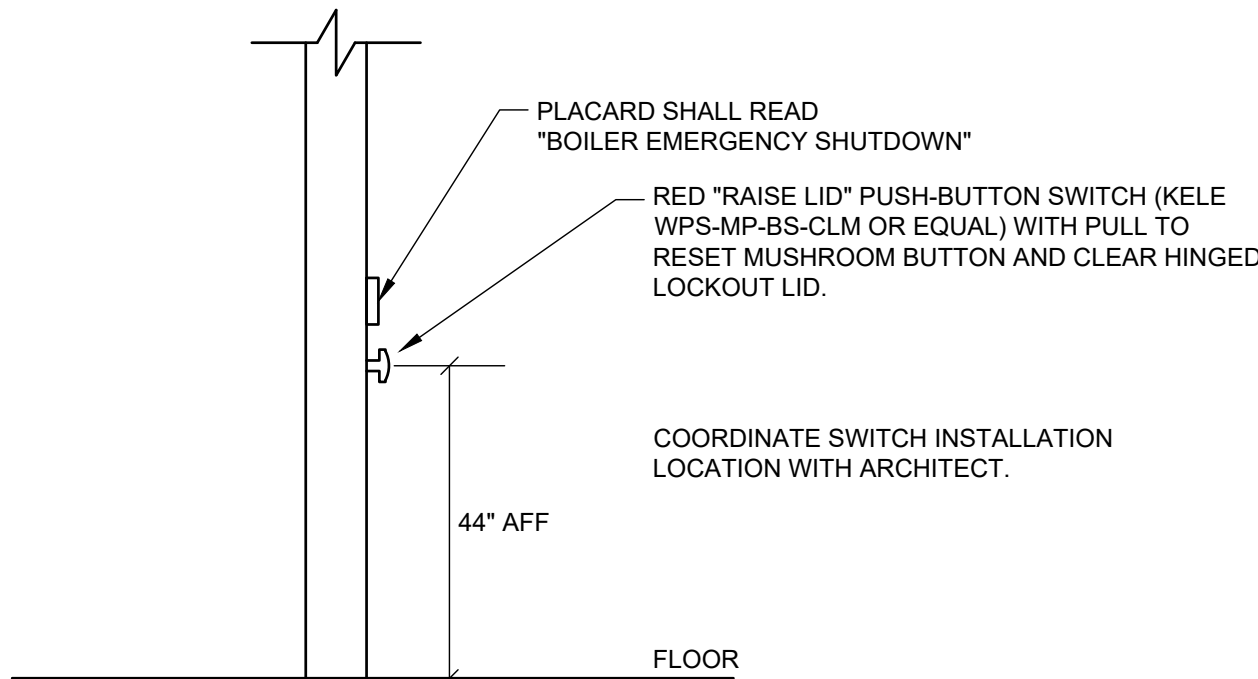 PLACARD SHALL READ
"BOILER EMERGENCY SHUTDOWN"
RED "RAISE LID" PUSH-BUTTON SWITCH (KELE
WPS-MP-BS-CLM OR EQUAL) WITH PULL TO
RESET MUSHROOM BUTTON AND CLEAR HINGED
LOCKOUT LID.
COORDINATE SWITCH INSTALLATION
LOCATION WITH ARCHITECT.
44" AFF
FLOOR